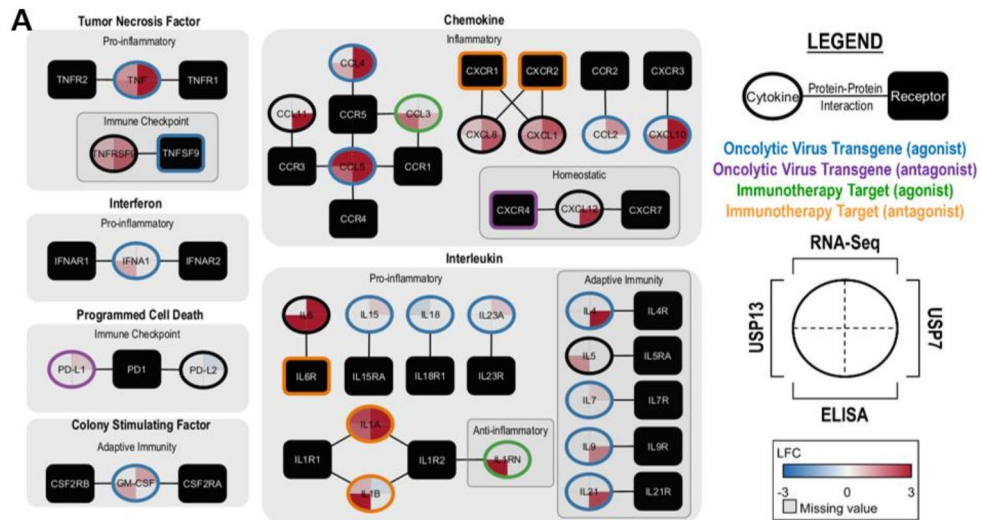 A
Tumor Necrosis Factor
Pro-inflammatory
TNFR2
TNF
TNFR1
Immune Checkpoint
TNFRSF9
TNFSF9
Interferon
Pro-inflammatory
IFNAR1
IFNA1
IFNAR2
Programmed Cell Death
Immune Checkpoint
PD-L1
PD1
PD-L2
Colony Stimulating Factor
Adaptive Immunity
CSF2RB
GM-CSF
CSF2RA
Chemokine
Inflammatory
CCL4
CXCR1
CXCR2
CCR2
CXCR3
CCL11
CCR5
CCL3
CXCL8
CXCL1
CCL2
CXCL10
CCR3
CCL5
CCR1
CCR4
Homeostatic
CXCR4
CXCL12
CXCR7
Interleukin
Pro-inflammatory
IL6
IL15
IL18
IL23A
IL6R
IL15RA
IL18R1
IL23R
IL1A
IL1R1
IL1R2
IL1B
Anti-inflammatory
IL1RN
Adaptive Immunity
IL4
IL4R
IL5
IL5RA
IL7
IL7R
IL9
IL9R
IL21
IL21R
LEGEND
Cytokine
Protein-Protein
Interaction
Receptor
Oncolytic Virus Transgene (agonist)
Oncolytic Virus Transgene (antagonist)
Immunotherapy Target (agonist)
Immunotherapy Target (antagonist)
RNA-Seq
USP13
USP7
ELISA
LFC
-3 0 3
Missing value